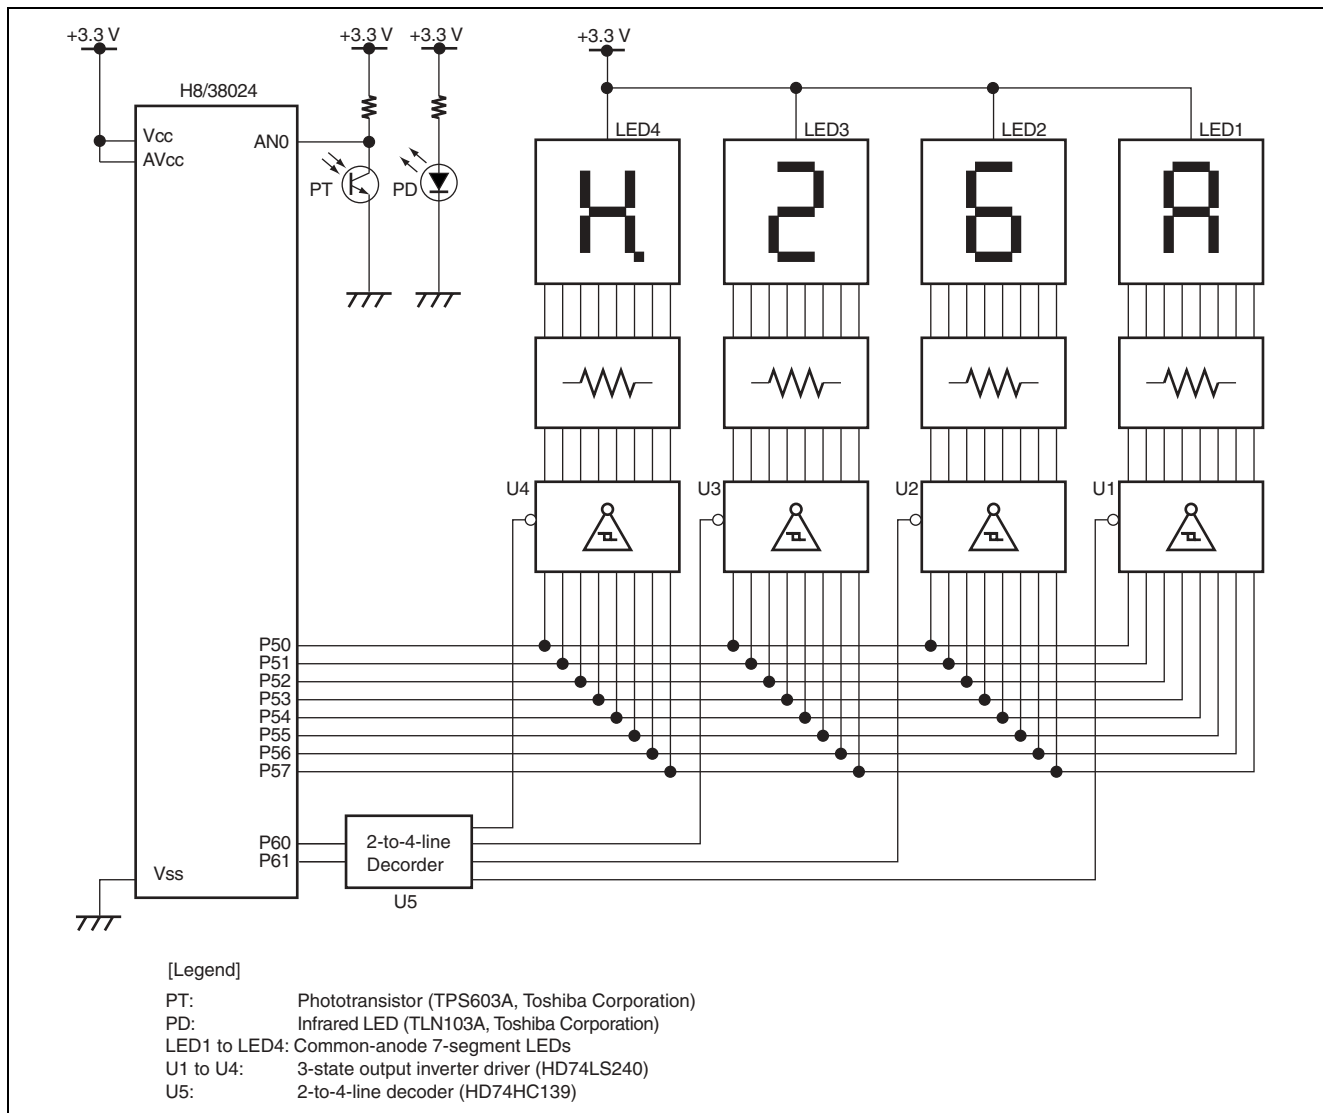 +3.3 V +3.3 V +3.3 V +3.3 V
H8/38024
Vcc
AVcc
AN0
PT
PD
LED4 LED3 LED2 LED1
H. 2 6 A
U4 U3 U2 U1
P50
P51
P52
P53
P54
P55
P56
P57
P60
P61
Vss
2-to-4-line
Decorder
U5
[Legend]
PT: Phototransistor (TPS603A, Toshiba Corporation)
PD: Infrared LED (TLN103A, Toshiba Corporation)
LED1 to LED4: Common-anode 7-segment LEDs
U1 to U4: 3-state output inverter driver (HD74LS240)
U5: 2-to-4-line decoder (HD74HC139)